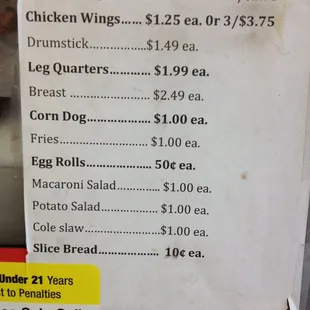 Chicken Wings...... $1.25 ea. Or 3/$3.75
Drumstick.................$1.49 ea.
Leg Quarters............ $1.99 ea.
Breast ........................ $2.49 ea.
Corn Dog................... $1.00 ea.
Fries........................... $1.00 ea.
Egg Rolls................... 50¢ ea.
Macaroni Salad............. $1.00 ea.
Potato Salad................. $1.00 ea.
Cole slaw.......................$1.00 ea.
Slice Bread.................. 10¢ ea.
Under 21 Years
t to Penalties